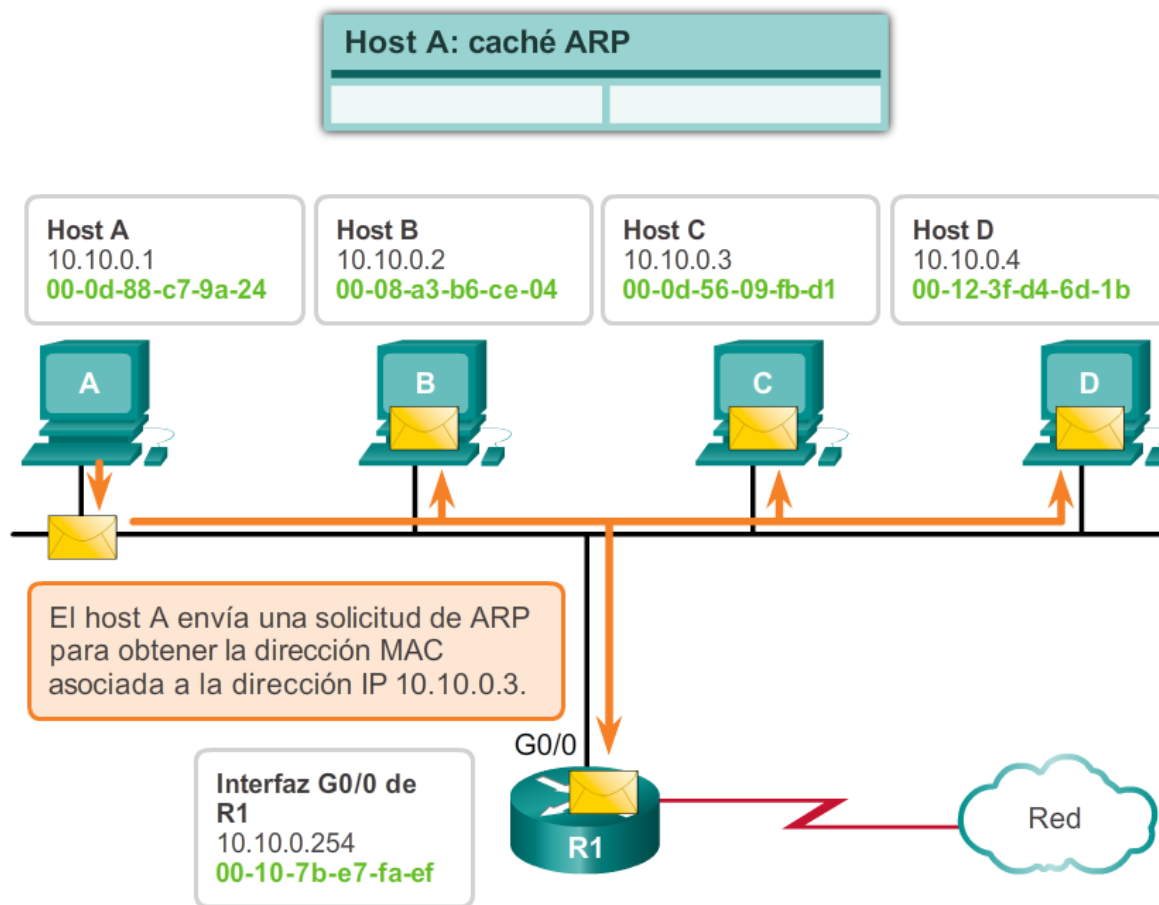 Host A: caché ARP
Host A
10.10.0.1
00-0d-88-c7-9a-24
Host B
10.10.0.2
00-08-a3-b6-ce-04
Host C
10.10.0.3
00-0d-56-09-fb-d1
Host D
10.10.0.4
00-12-3f-d4-6d-1b
A
B
C
D
El host A envía una solicitud de ARP
para obtener la dirección MAC
asociada a la dirección IP 10.10.0.3.
G0/0
Interfaz G0/0 de
R1
10.10.0.254
00-10-7b-e7-fa-ef
R1
Red